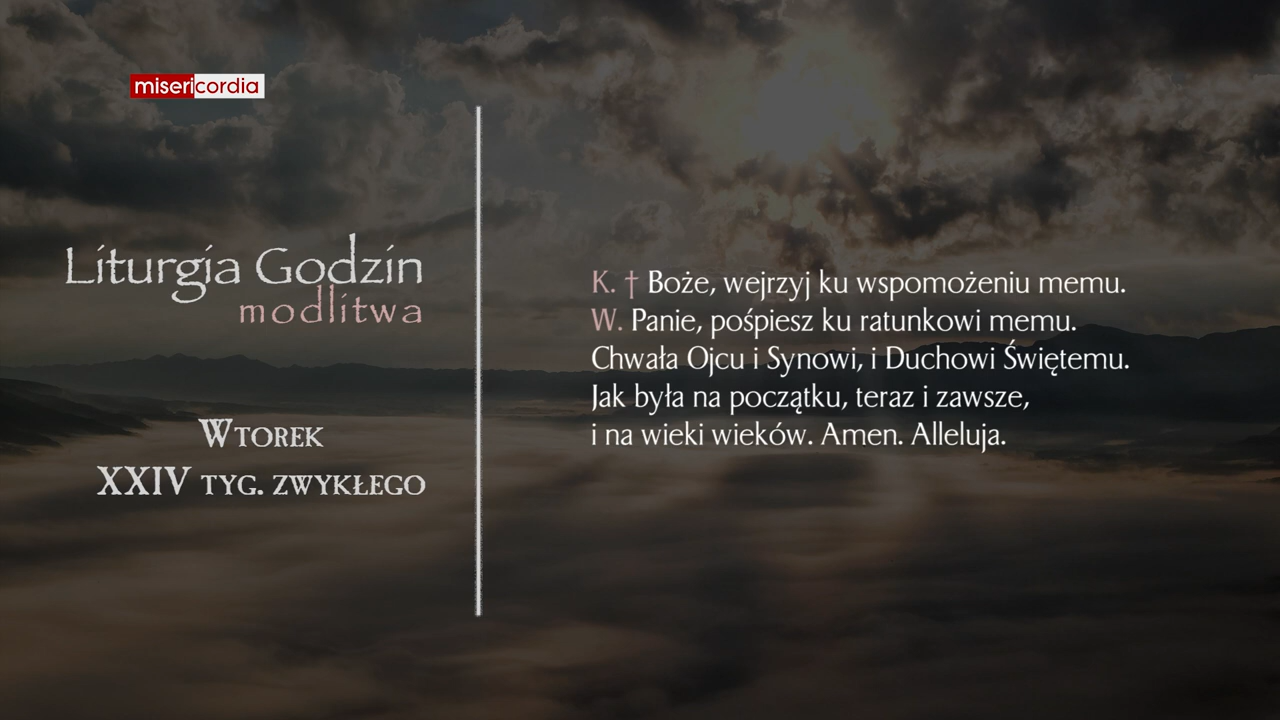 misericordia
Liturgia Godzin
modlitwa
Wtorek
XXIV tyg. zwykłego
K. † Boże, wejrzyj ku wspomożeniu memu.
W. Panie, pośpiesz ku ratunkowi memu.
Chwała Ojcu i Synowi, i Duchowi Świętemu.
Jak była na początku, teraz i zawsze,
i na wieki wieków. Amen. Alleluja.